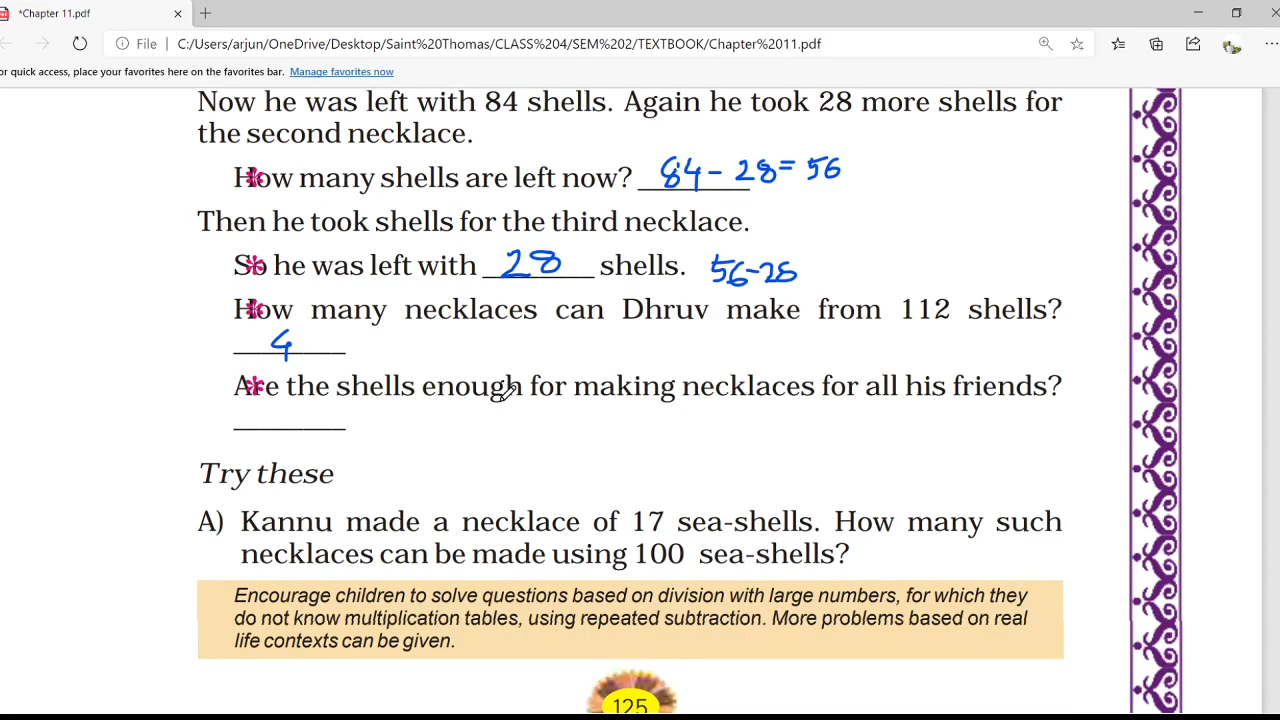 *Chapter 11.pdf
File C:/Users/arjun/OneDrive/Desktop/Saint%20Thomas/CLASS%204/SEM%202/TEXTBOOK/Chapter%2011.pdf
or quick access, place your favorites here on the favorites bar. Manage favorites now
Now he was left with 84 shells. Again he took 28 more shells for
the second necklace.
How many shells are left now? 84 - 28 = 56
Then he took shells for the third necklace.
So he was left with 28 shells. 56-28
How many necklaces can Dhruv make from 112 shells?
4
Are the shells enough for making necklaces for all his friends?
Try these
A) Kannu made a necklace of 17 sea-shells. How many such
necklaces can be made using 100 sea-shells?
Encourage children to solve questions based on division with large numbers, for which they
do not know multiplication tables, using repeated subtraction. More problems based on real
life contexts can be given.
125